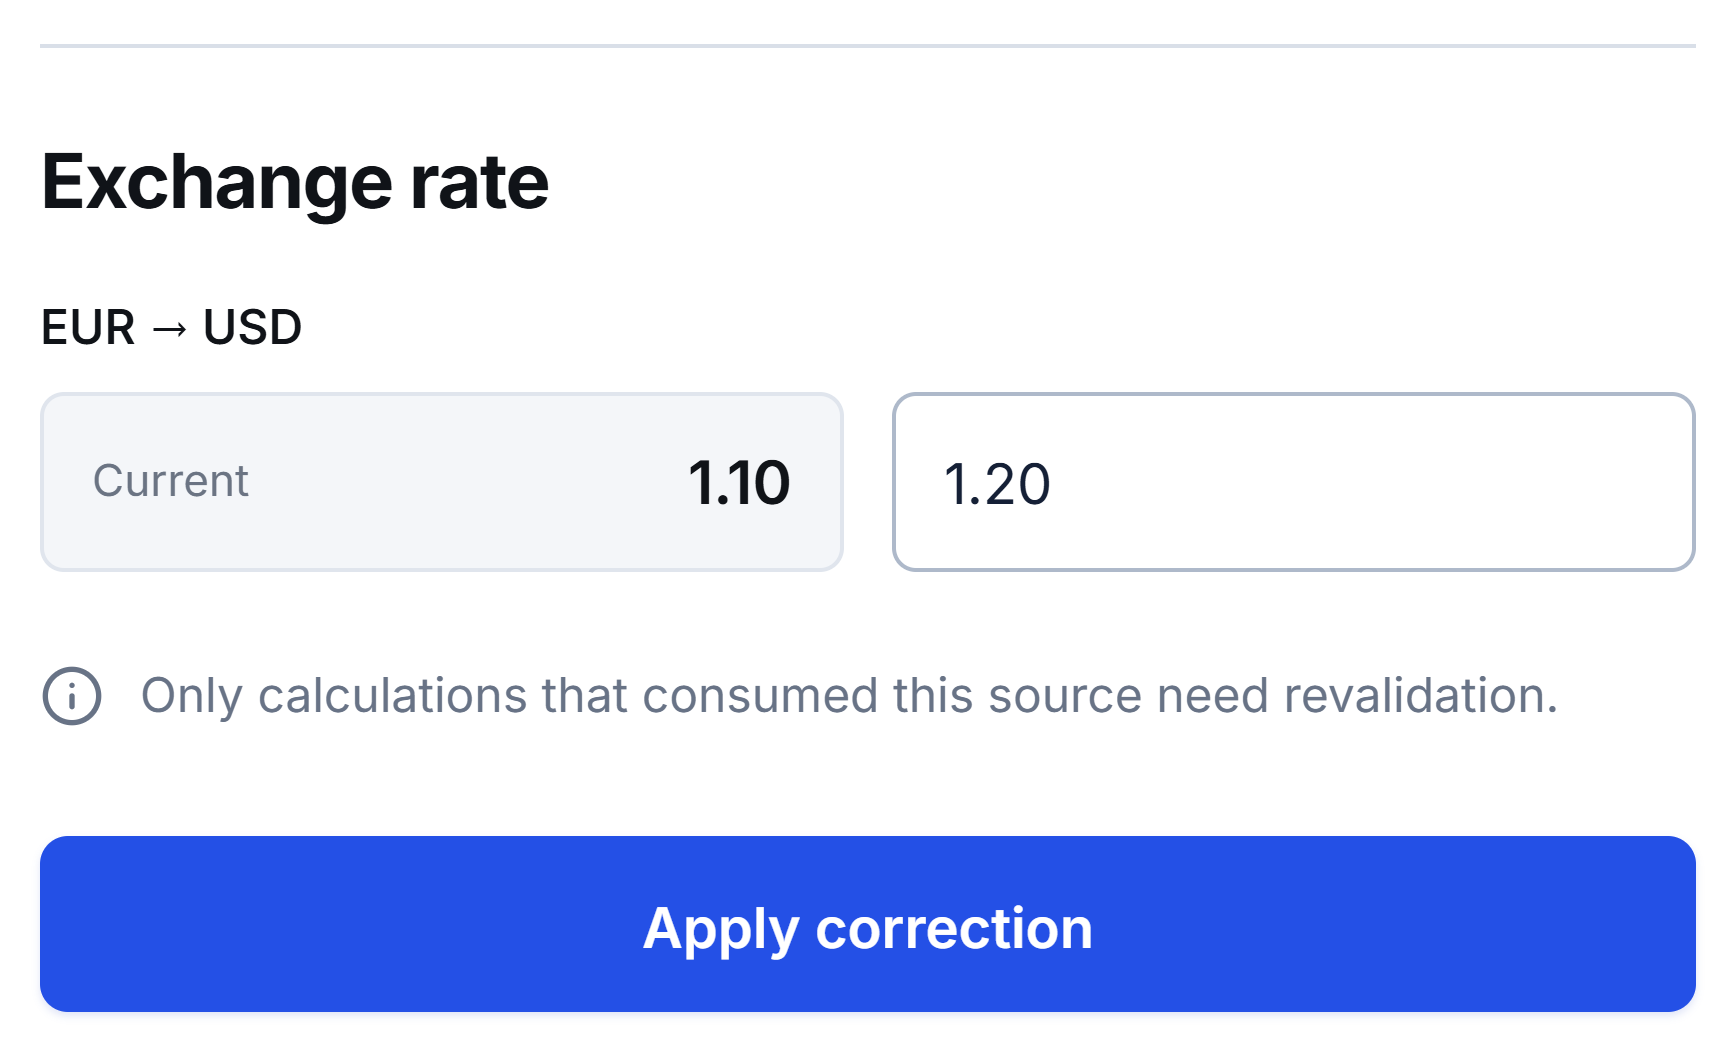 Exchange rate
EUR → USD
Current 1.10 1.20
Only calculations that consumed this source need revalidation.
Apply correction